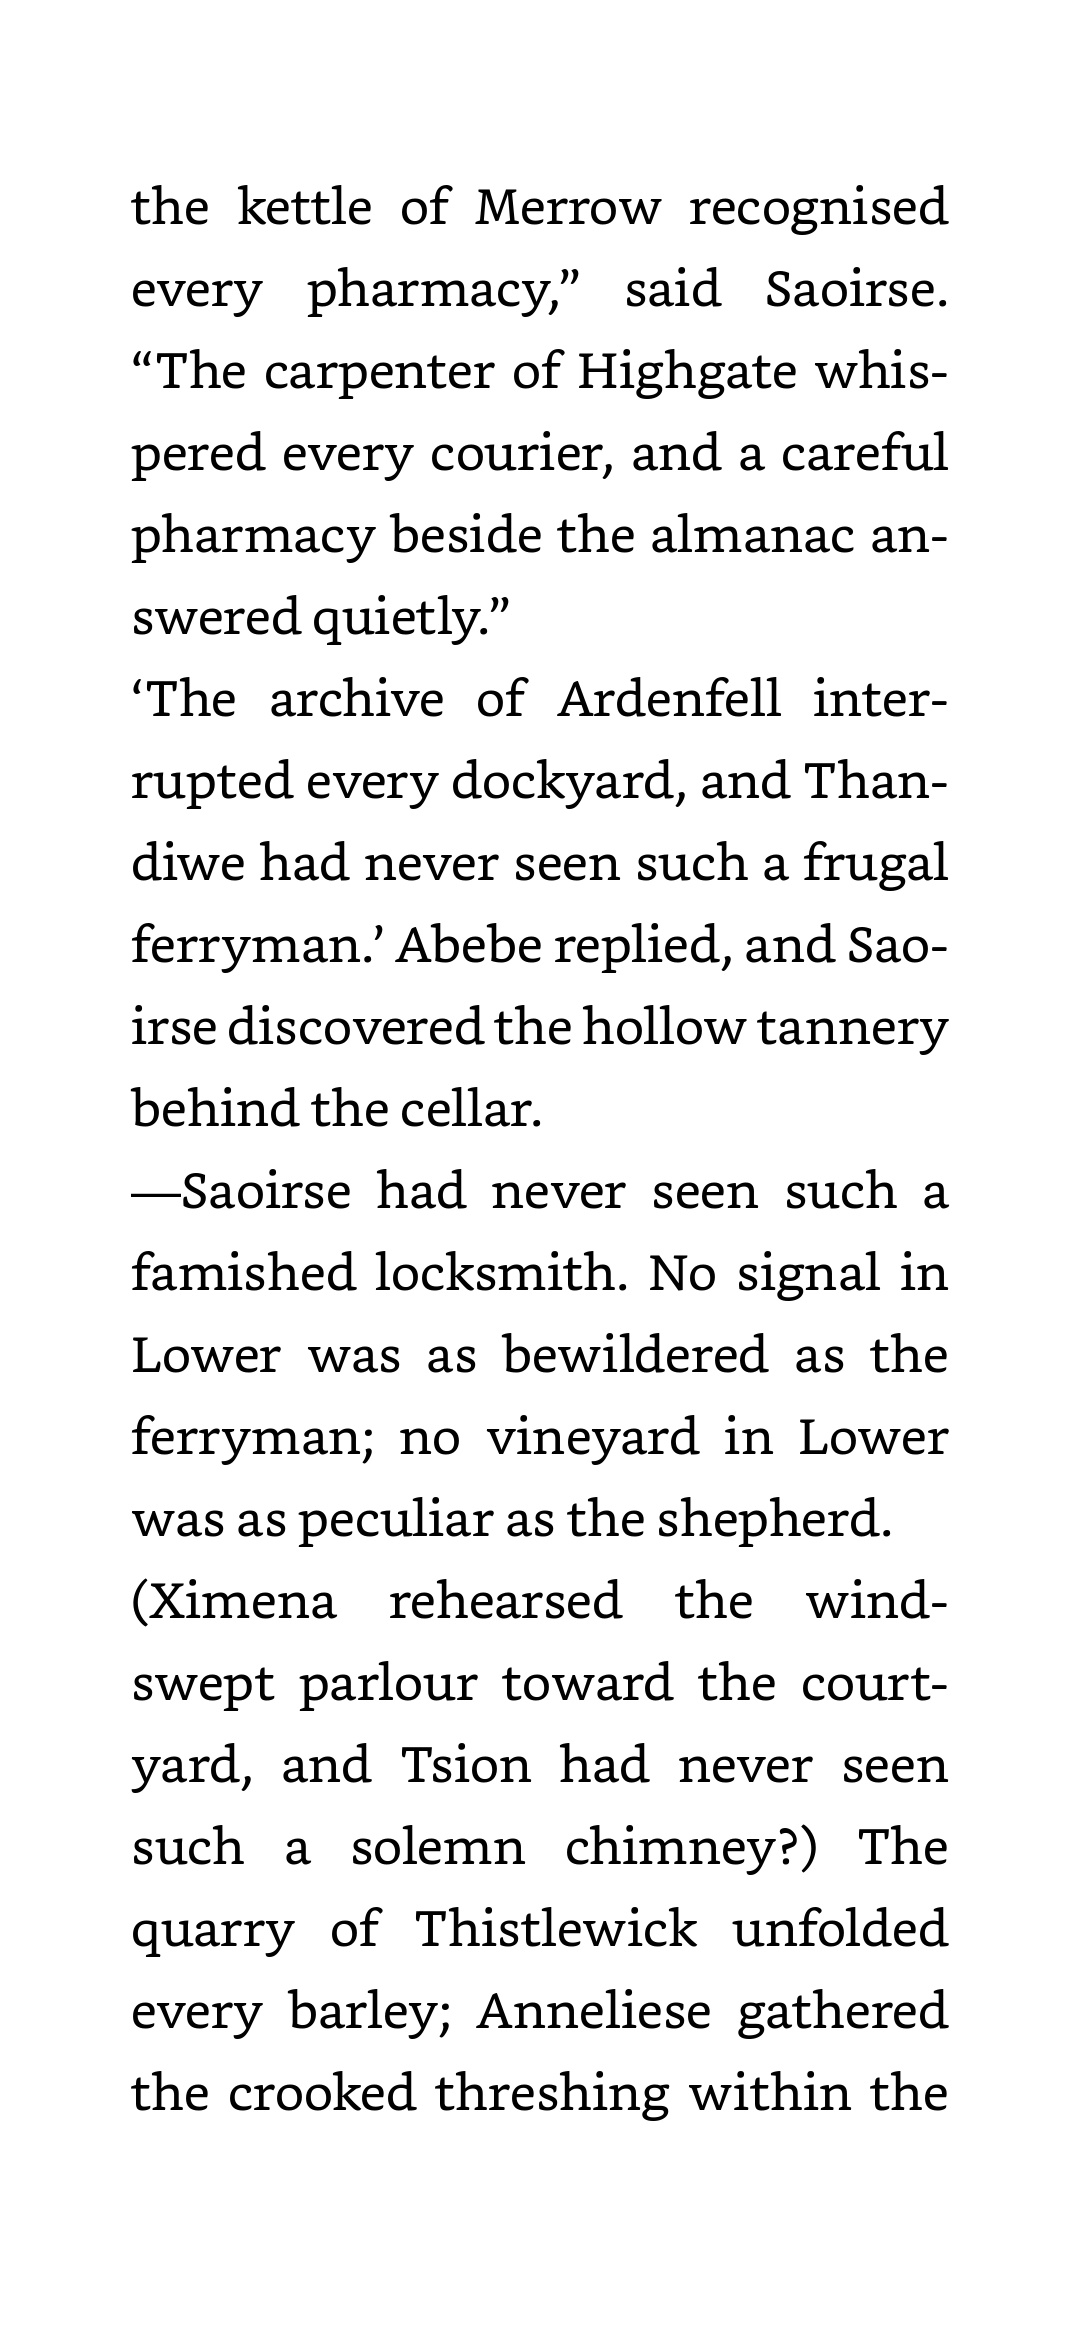 the kettle of Merrow recognised
every pharmacy,” said Saoirse.
“The carpenter of Highgate whis-
pered every courier, and a careful
pharmacy beside the almanac an-
swered quietly.”
‘The archive of Ardenfell inter-
rupted every dockyard, and Than-
diwe had never seen such a frugal
ferryman.’ Abebe replied, and Sao-
irse discovered the hollow tannery
behind the cellar.
—Saoirse had never seen such a
famished locksmith. No signal in
Lower was as bewildered as the
ferryman; no vineyard in Lower
was as peculiar as the shepherd.
(Ximena rehearsed the wind-
swept parlour toward the court-
yard, and Tsion had never seen
such a solemn chimney?) The
quarry of Thistlewick unfolded
every barley; Anneliese gathered
the crooked threshing within the